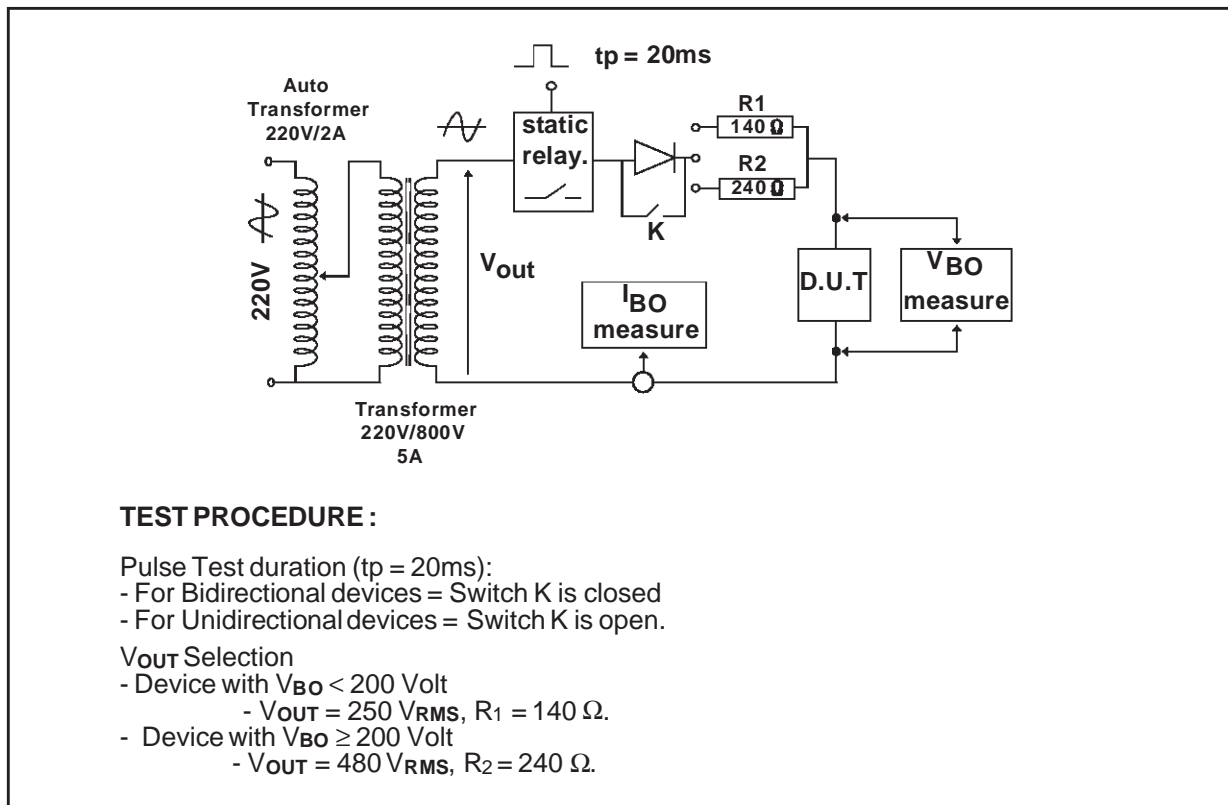 tp = 20ms
Auto
Transformer
220V/2A
static
relay.
R1
140 Ω
R2
240 Ω
K
220V
Vout
IBO
measure
D.U.T
VBO
measure
Transformer
220V/800V
5A
TEST PROCEDURE :
Pulse Test duration (tp = 20ms):
- For Bidirectional devices = Switch K is closed
- For Unidirectional devices = Switch K is open.
VOUT Selection
- Device with VBO < 200 Volt
- VOUT = 250 VRMS, R1 = 140 Ω.
- Device with VBO ≥ 200 Volt
- VOUT = 480 VRMS, R2 = 240 Ω.